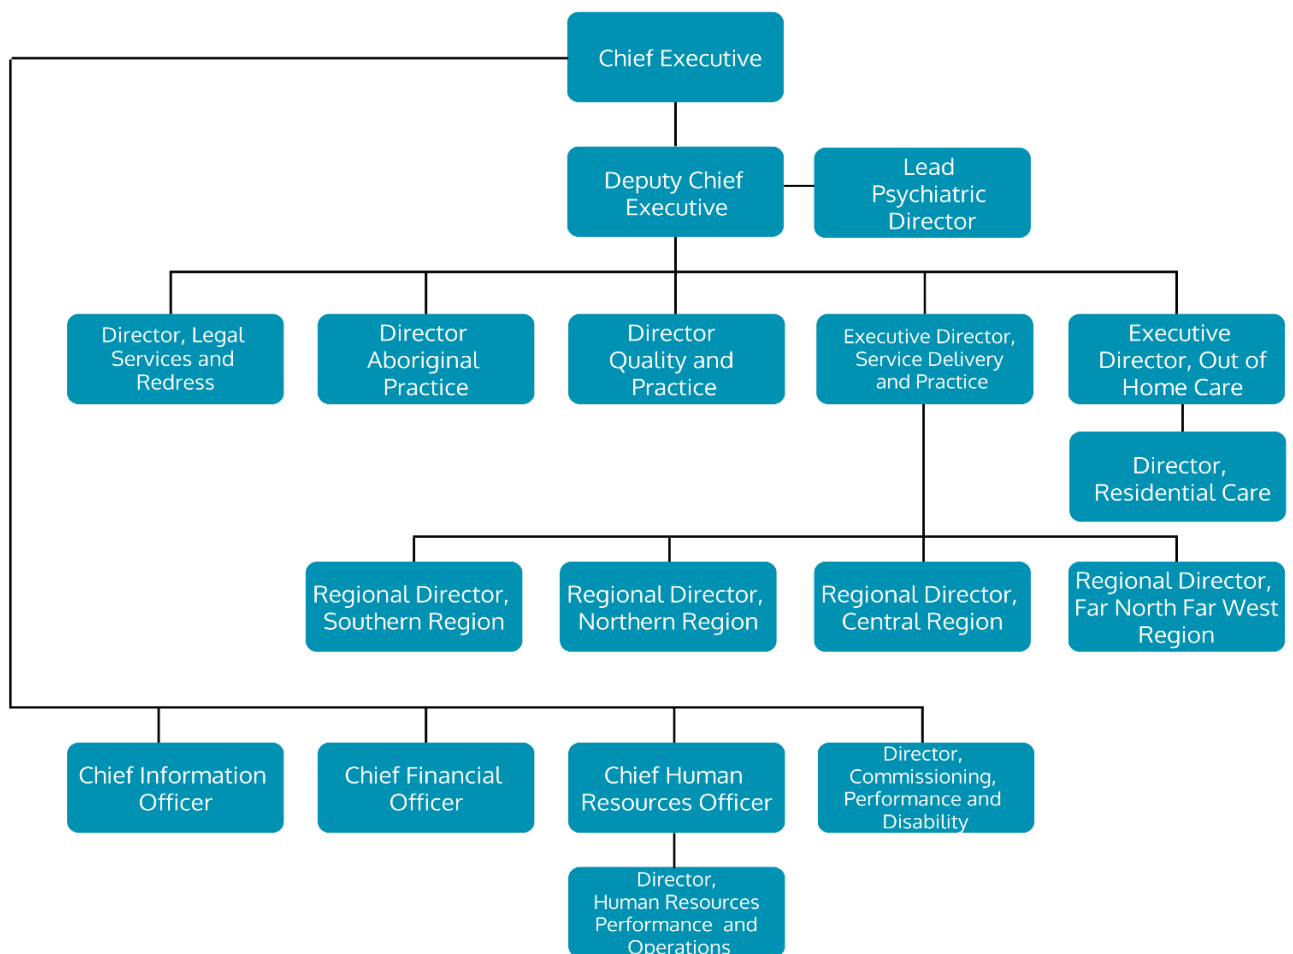 Chief Executive
Deputy Chief
Executive
Lead
Psychiatric
Director
Director, Legal
Services and
Redress
Director
Aboriginal
Practice
Director
Quality and
Practice
Executive Director,
Service Delivery
and Practice
Executive
Director, Out of
Home Care
Director,
Residential Care
Regional Director,
Southern Region
Regional Director,
Northern Region
Regional Director,
Central Region
Regional Director,
Far North Far West
Region
Chief Information
Officer
Chief Financial
Officer
Chief Human
Resources Officer
Director,
Commissioning,
Performance and
Disability
Director,
Human Resources
Performance and
Operations